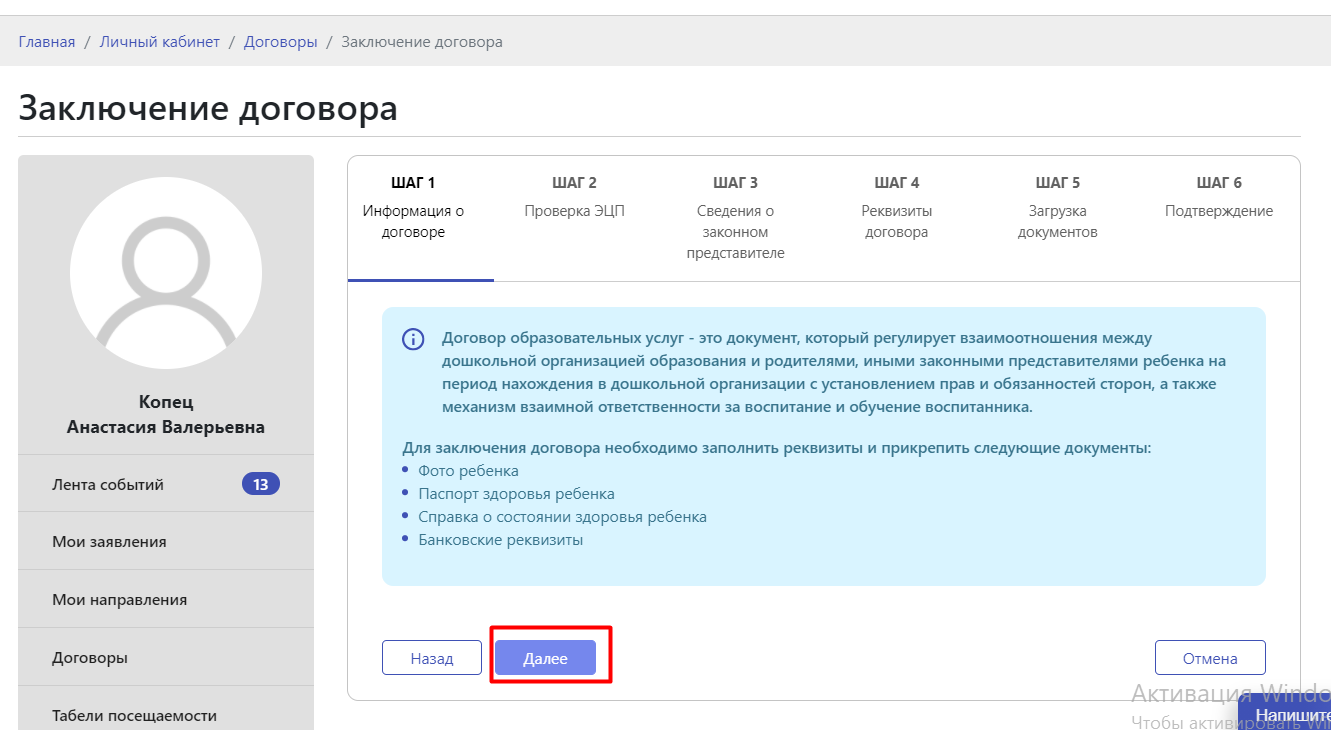 Главная / Личный кабинет / Договоры / Заключение договора
Заключение договора
Копец
Анастасия Валерьевна
Лента событий 13
Мои заявления
Мои направления
Договоры
Табели посещаемости
ШАГ 1
Информация о
договоре
ШАГ 2
Проверка ЭЦП
ШАГ 3
Сведения о
законном
представителе
ШАГ 4
Реквизиты
договора
ШАГ 5
Загрузка
документов
ШАГ 6
Подтверждение
Договор образовательных услуг - это документ, который регулирует взаимоотношения между
дошкольной организацией образования и родителями, иными законными представителями ребенка на
период нахождения в дошкольной организации с установлением прав и обязанностей сторон, а также
механизм взаимной ответственности за воспитание и обучение воспитанника.
Для заключения договора необходимо заполнить реквизиты и прикрепить следующие документы:
Фото ребенка
Паспорт здоровья ребенка
Справка о состоянии здоровья ребенка
Банковские реквизиты
Назад
Далее
Отмена
Активация Windo
Чтобы активировать Win
Напишите